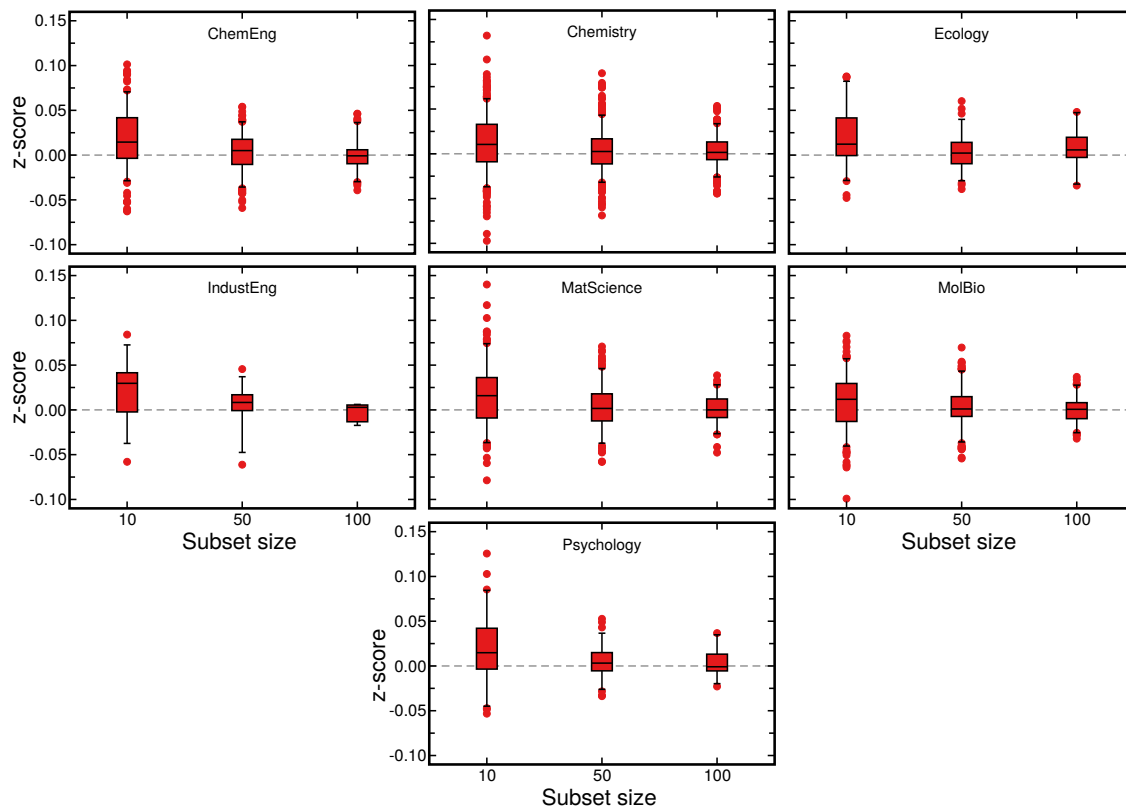 ChemEng
Chemistry
Ecology
z-score
0.15
0.10
0.05
0.00
-0.05
-0.10
IndustEng
MatScience
MolBio
z-score
0.15
0.10
0.05
0.00
-0.05
-0.10
10 50 100
Subset size
10 50 100
Subset size
Psychology
z-score
0.15
0.10
0.05
0.00
-0.05
-0.10
10 50 100
Subset size